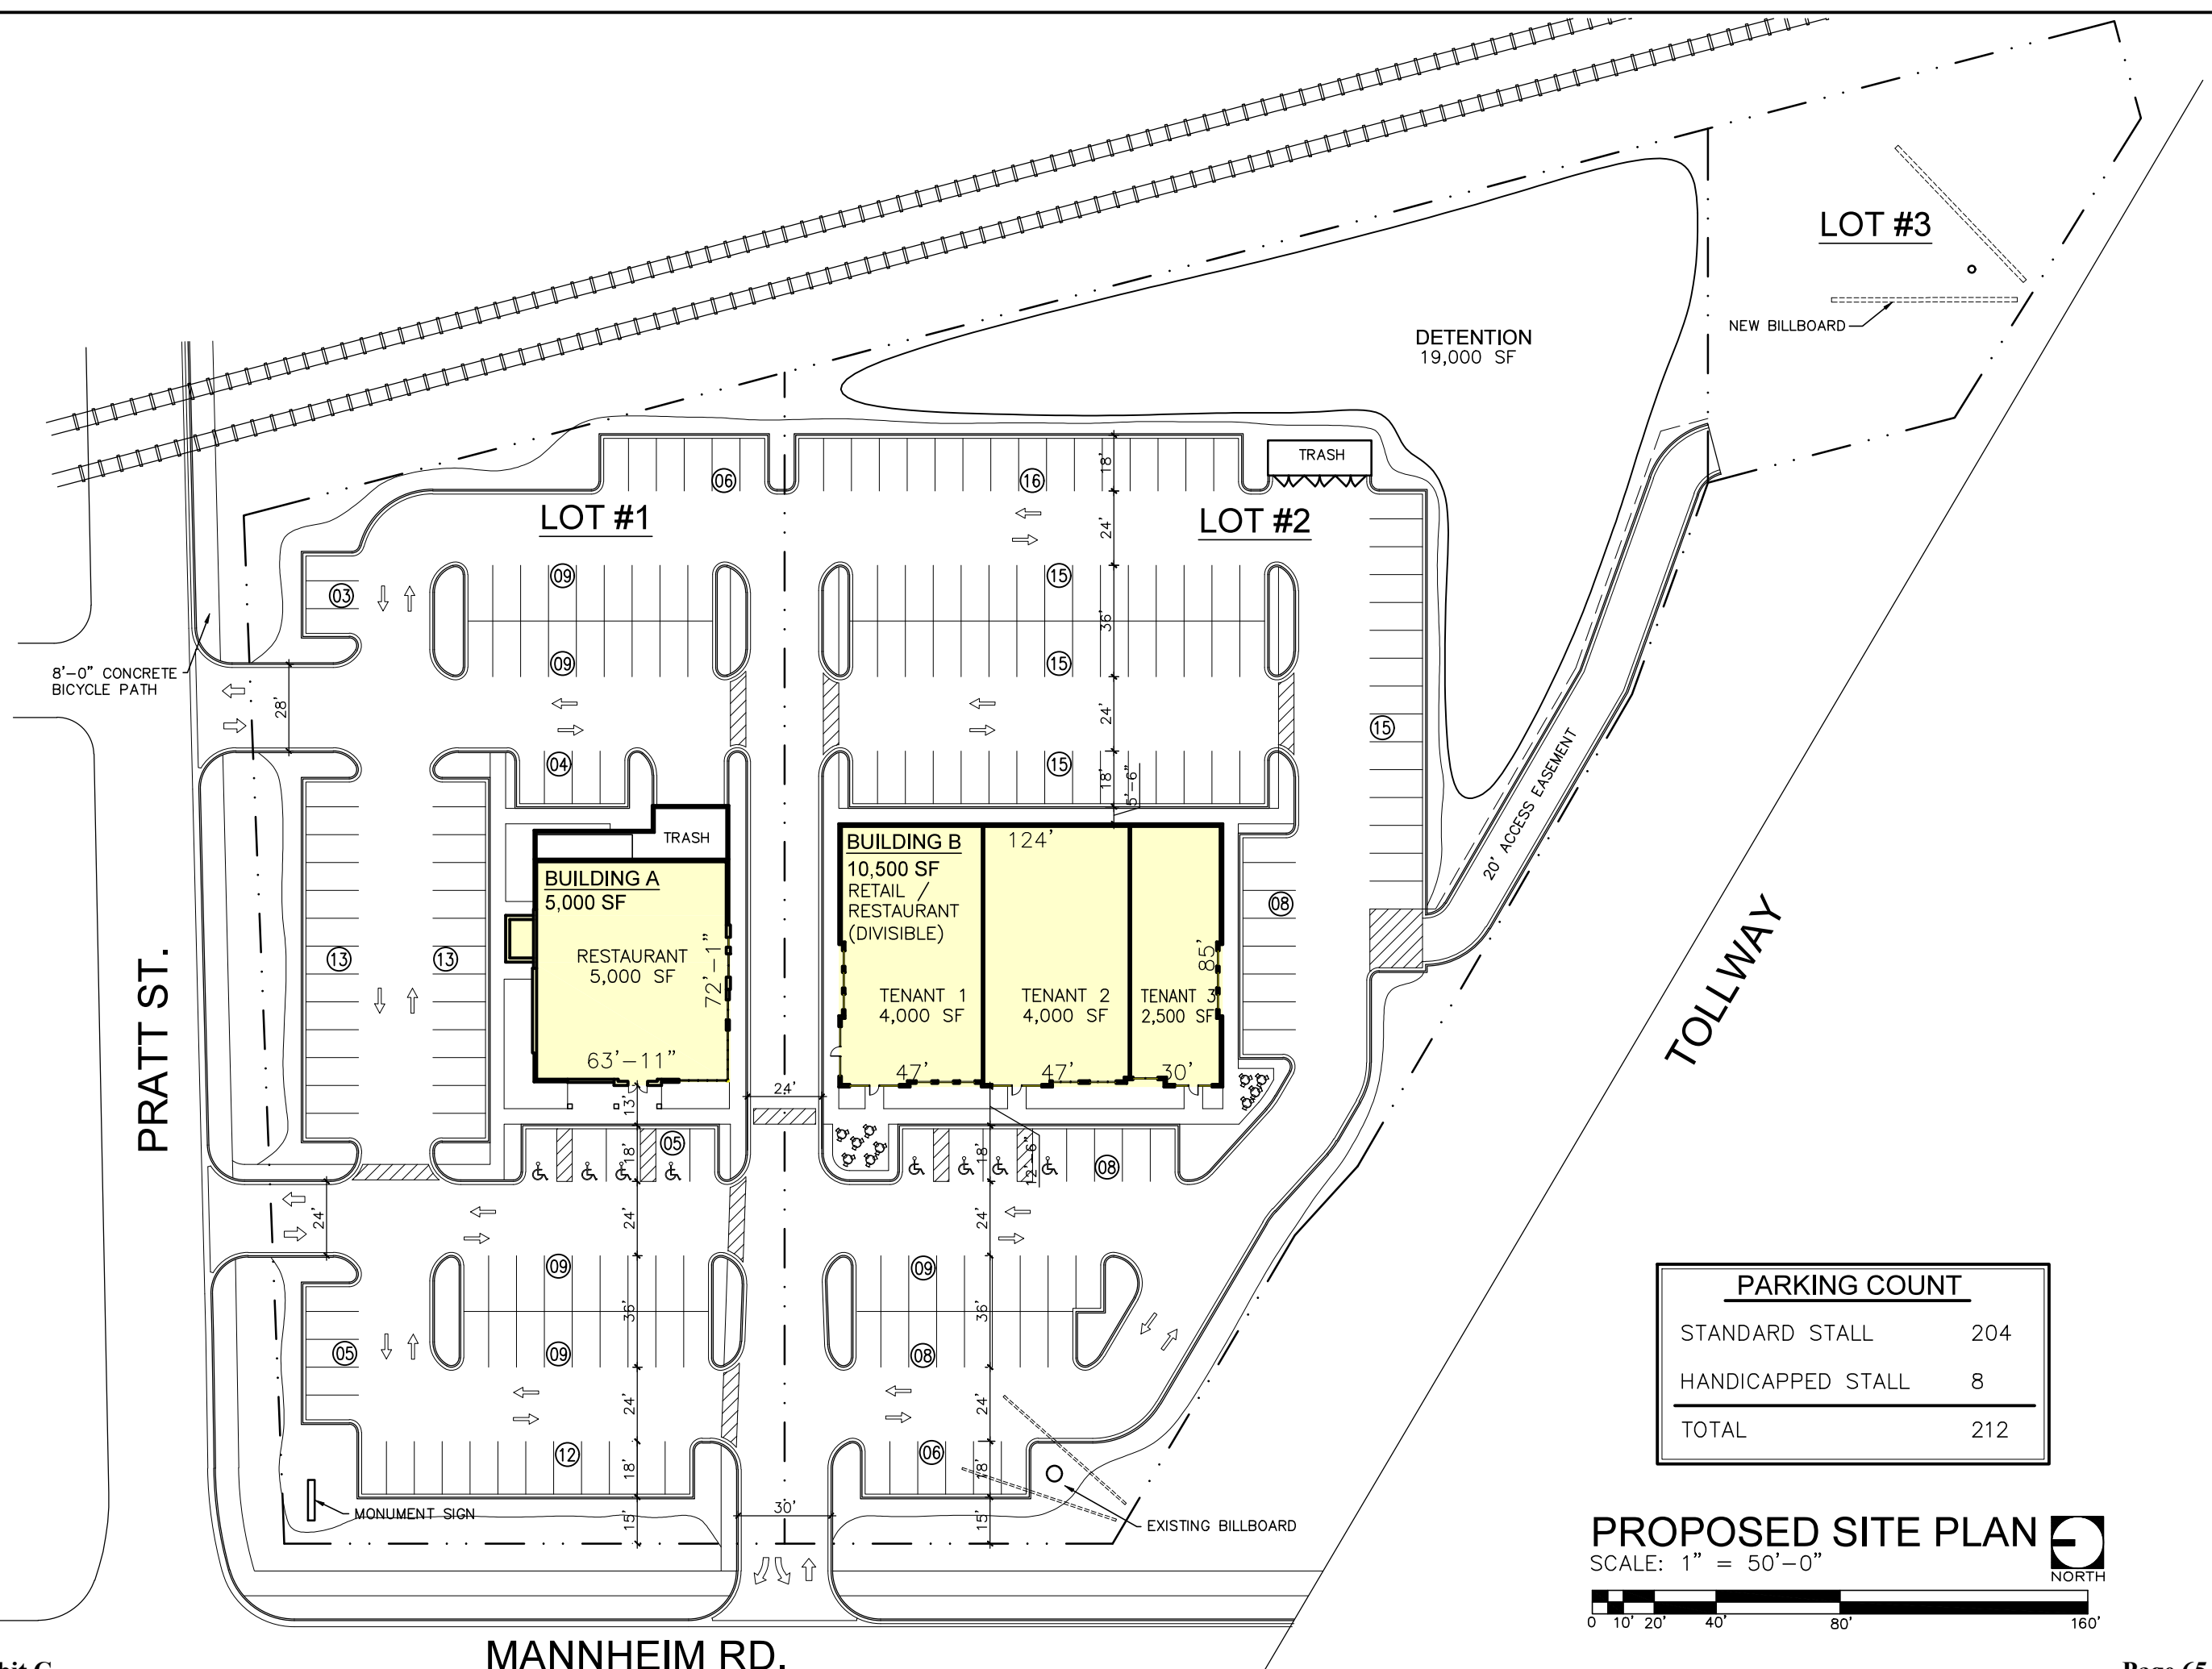 LOT #3
NEW BILLBOARD
DETENTION
19,000 SF
TRASH
06
16
18'
LOT #1
LOT #2
24'
03
09
15
36'
09
15
8'-0" CONCRETE
BICYCLE PATH
28'
24'
15
04
15
18'
5'-6"
20' ACCESS EASEMENT
TRASH
BUILDING A
5,000 SF
RESTAURANT
5,000 SF
72'-1"
63'-11"
BUILDING B
10,500 SF
RETAIL /
RESTAURANT
(DIVISIBLE)
124'
85'
TENANT 1
4,000 SF
TENANT 2
4,000 SF
TENANT 3
2,500 SF
47'
47'
30'
08
13
13
PRATT ST.
TOLLWAY
24'
13'
05
18'
18'
12'-6"
08
24'
24'
24'
09
09
36'
36'
05
09
08
24'
24'
12
06
18'
18'
MONUMENT SIGN
15'
30'
15'
EXISTING BILLBOARD
MANNHEIM RD.
PARKING COUNT
STANDARD STALL 204
HANDICAPPED STALL 8
TOTAL 212
PROPOSED SITE PLAN
SCALE: 1" = 50'-0"
NORTH
0 10' 20' 40' 80' 160'
Page 65